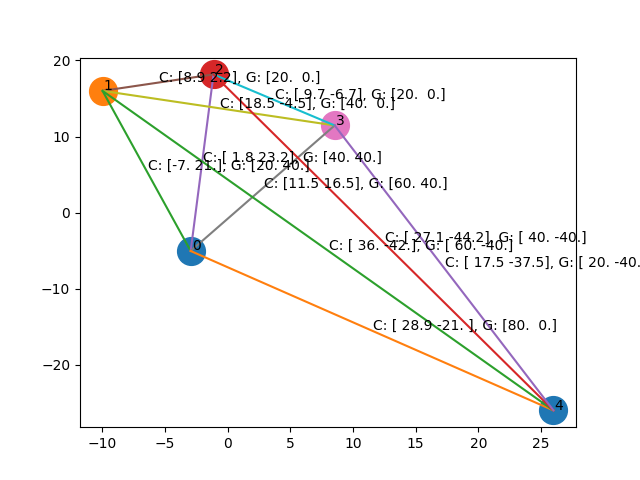 20
10
0
−10
−20
−10
−5
0
5
10
15
20
25
0
1
2
3
4
C: [8.9 2.2], G: [20.  0.]
C: [ 9.7 -6.7], G: [20.  0.]
C: [18.5 -4.5], G: [40.  0.]
C: [ 1.8 23.2], G: [40. 40.]
C: [-7. 21.], G: [20. 40.]
C: [11.5 16.5], G: [60. 40.]
C: [ 27.1 -44.2], G: [ 40. -40.]
C: [ 36. -42.], G: [ 60. -40.]
C: [ 17.5 -37.5], G: [ 20. -40.
C: [ 28.9 -21. ], G: [80.  0.]